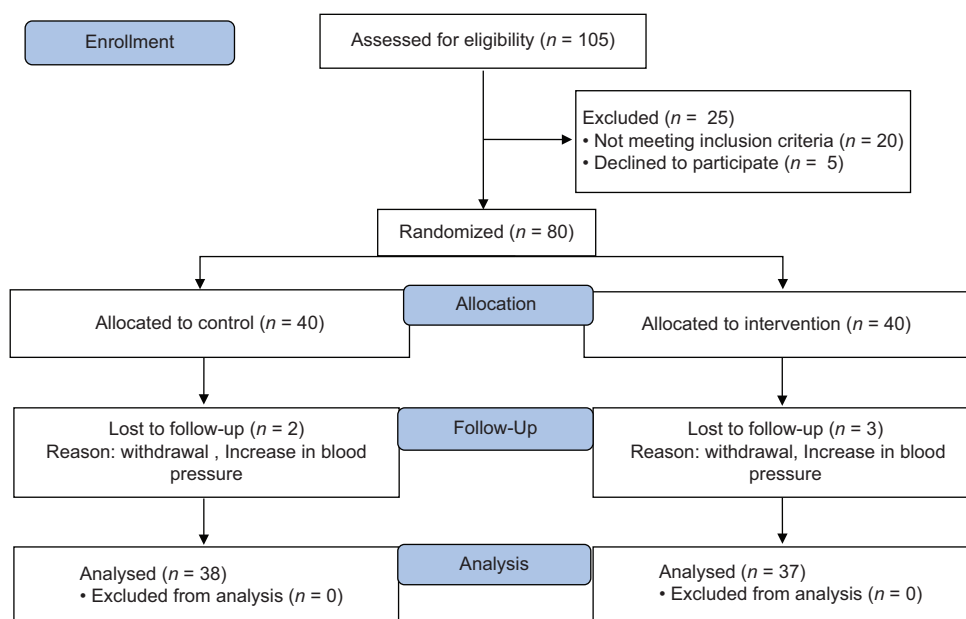 Enrollment
Assessed for eligibility (n = 105)
Excluded (n = 25)
• Not meeting inclusion criteria (n = 20)
• Declined to participate (n = 5)
Randomized (n = 80)
Allocation
Allocated to control (n = 40)
Allocated to intervention (n = 40)
Follow-Up
Lost to follow-up (n = 2)
Reason: withdrawal , Increase in blood
pressure
Lost to follow-up (n = 3)
Reason: withdrawal, Increase in blood
pressure
Analysis
Analysed (n = 38)
• Excluded from analysis (n = 0)
Analysed (n = 37)
• Excluded from analysis (n = 0)